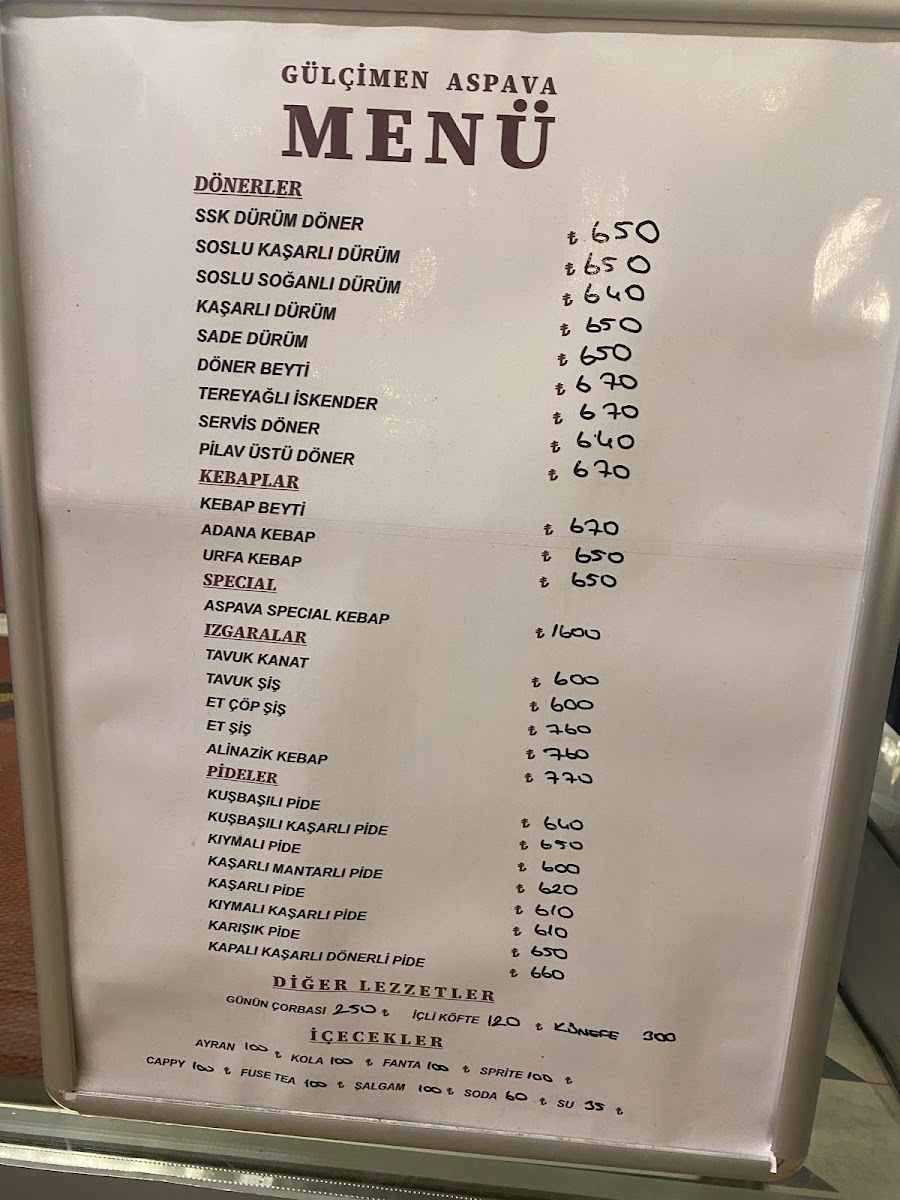 GÜLÇİMEN ASPAVA
MENÜ
DÖNERLER
SSK DÜRÜM DÖNER ₺ 650
SOSLU KAŞARLI DÜRÜM ₺ 650
SOSLU SOĞANLI DÜRÜM ₺ 640
KAŞARLI DÜRÜM ₺ 650
SADE DÜRÜM ₺ 650
DÖNER BEYTİ ₺ 670
TEREYAĞLI İSKENDER ₺ 670
SERVİS DÖNER ₺ 640
PİLAV ÜSTÜ DÖNER ₺ 670
KEBAPLAR
KEBAP BEYTİ ₺ 670
ADANA KEBAP ₺ 650
URFA KEBAP ₺ 650
SPECIAL
ASPAVA SPECIAL KEBAP ₺ 1600
IZGARALAR
TAVUK KANAT ₺ 600
TAVUK ŞİŞ ₺ 600
ET ÇÖP ŞİŞ ₺ 760
ET ŞİŞ ₺ 760
ALİNAZİK KEBAP ₺ 770
PİDELER
KUŞBAŞILI PİDE ₺ 640
KUŞBAŞILI KAŞARLI PİDE ₺ 650
KIYMALI PİDE ₺ 600
KAŞARLI MANTARLI PİDE ₺ 620
KAŞARLI PİDE ₺ 610
KIYMALI KAŞARLI PİDE ₺ 610
KARIŞIK PİDE ₺ 650
KAPALI KAŞARLI DÖNERLİ PİDE ₺ 660
DİĞER LEZZETLER
GÜNÜN ÇORBASI 250 ₺ İÇLİ KÖFTE 120 ₺ KÜNEFE 300
İÇECEKLER
AYRAN 100 ₺ KOLA 100 ₺ FANTA 100 ₺ SPRİTE 100 ₺
CAPPY 100 ₺ FUSE TEA 100 ₺ ŞALGAM 100 ₺ SODA 60 ₺ SU 35 ₺